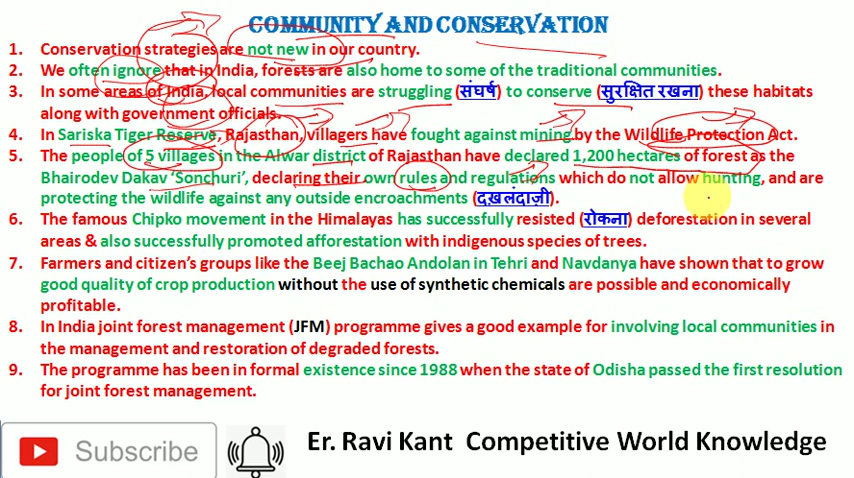 COMMUNITY AND CONSERVATION
1. Conservation strategies are not new in our country.
2. We often ignore that in India, forests are also home to some of the traditional communities.
3. In some areas of India, local communities are struggling (संघर्ष) to conserve (सुरक्षित रखना) these habitats
along with government officials.
4. In Sariska Tiger Reserve, Rajasthan, villagers have fought against mining by the Wildlife Protection Act.
5. The people of 5 villages in the Alwar district of Rajasthan have declared 1,200 hectares of forest as the
Bhairodev Dakav ‘Sonchuri’, declaring their own rules and regulations which do not allow hunting, and are
protecting the wildlife against any outside encroachments (दख़लंदाज़ी).
6. The famous Chipko movement in the Himalayas has successfully resisted (रोकना) deforestation in several
areas & also successfully promoted afforestation with indigenous species of trees.
7. Farmers and citizen’s groups like the Beej Bachao Andolan in Tehri and Navdanya have shown that to grow
good quality of crop production without the use of synthetic chemicals are possible and economically
profitable.
8. In India joint forest management (JFM) programme gives a good example for involving local communities in
the management and restoration of degraded forests.
9. The programme has been in formal existence since 1988 when the state of Odisha passed the first resolution
for joint forest management.
Subscribe
Er. Ravi Kant Competitive World Knowledge